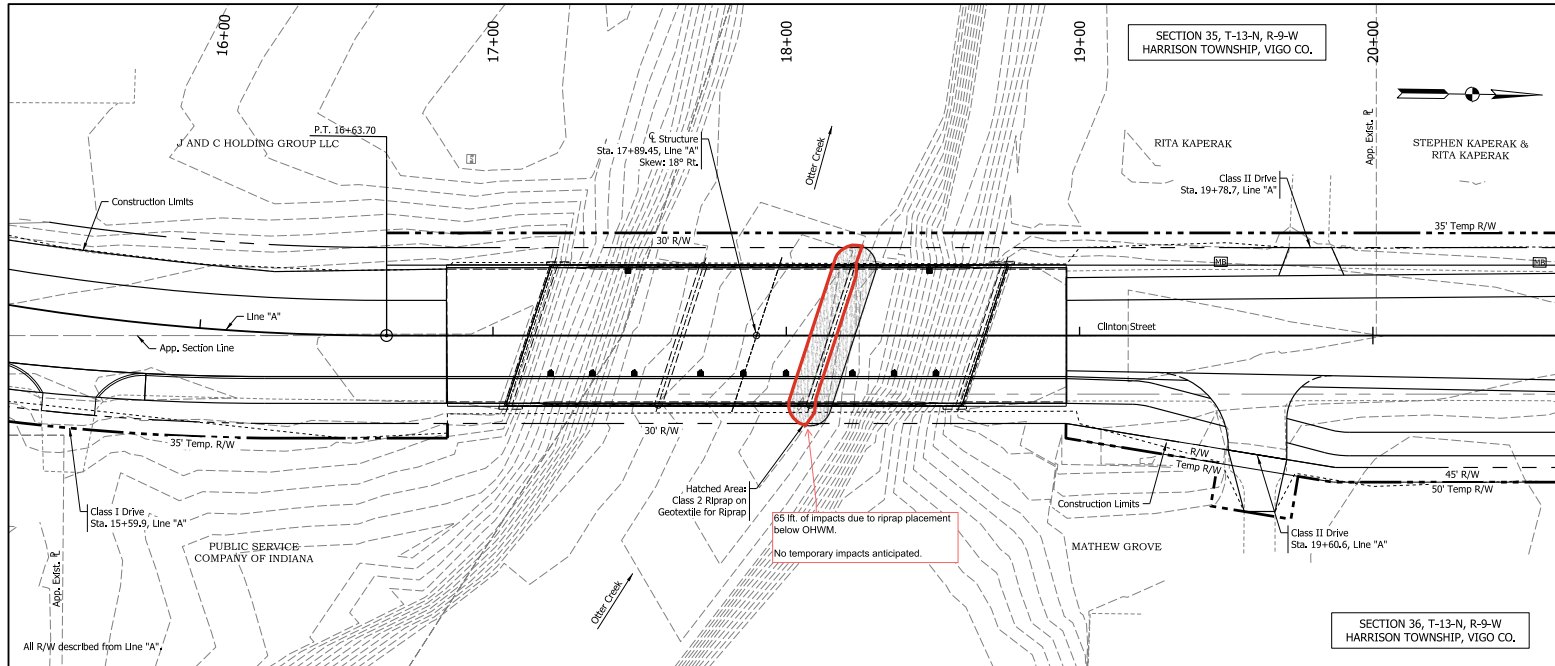 16+00
17+00
18+00
19+00
20+00
SECTION 35, T-13-N, R-9-W
HARRISON TOWNSHIP, VIGO CO.
P.T. 16+63.70
J AND C HOLDING GROUP LLC
℄ Structure
Sta. 17+89.45, Line "A"
Skew: 18° Rt.
Otter Creek
RITA KAPERAK
App. Exist. ℞
STEPHEN KAPERAK &
RITA KAPERAK
Class II Drive
Sta. 19+78.7, Line "A"
Construction Limits
30' R/W
35' Temp R/W
MB
MB
Line "A"
App. Section Line
Clinton Street
35' Temp. R/W
30' R/W
R/W
Temp R/W
45' R/W
50' Temp R/W
Hatched Area:
Class 2 Riprap on
Geotextile for Riprap
65 lft. of impacts due to riprap placement
below OHWM.
No temporary impacts anticipated.
Construction Limits
Class I Drive
Sta. 15+59.9, Line "A"
Class II Drive
Sta. 19+60.6, Line "A"
PUBLIC SERVICE
COMPANY OF INDIANA
MATHEW GROVE
App. Exist. ℞
Otter Creek
All R/W described from Line "A".
SECTION 36, T-13-N, R-9-W
HARRISON TOWNSHIP, VIGO CO.